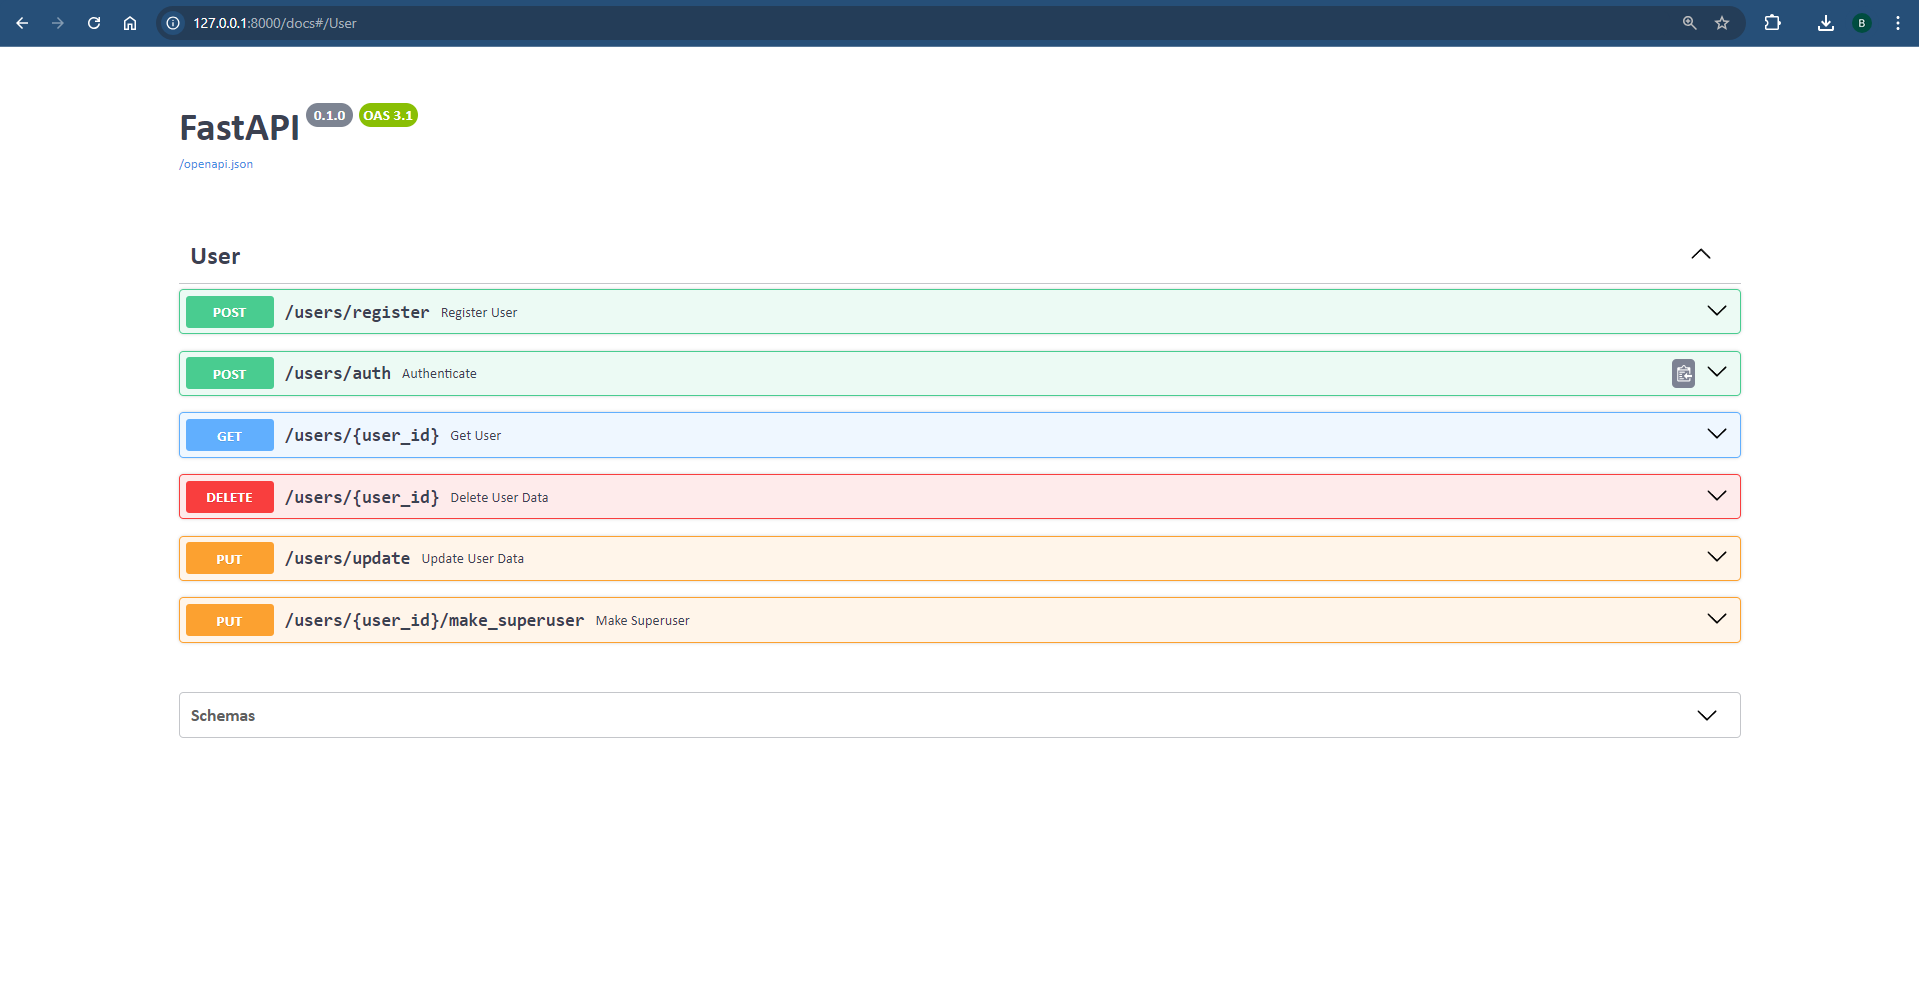 127.0.0.1:8000/docs#/User
B
FastAPI 0.1.0 OAS 3.1
/openapi.json
User
POST /users/register Register User
POST /users/auth Authenticate
GET /users/{user_id} Get User
DELETE /users/{user_id} Delete User Data
PUT /users/update Update User Data
PUT /users/{user_id}/make_superuser Make Superuser
Schemas